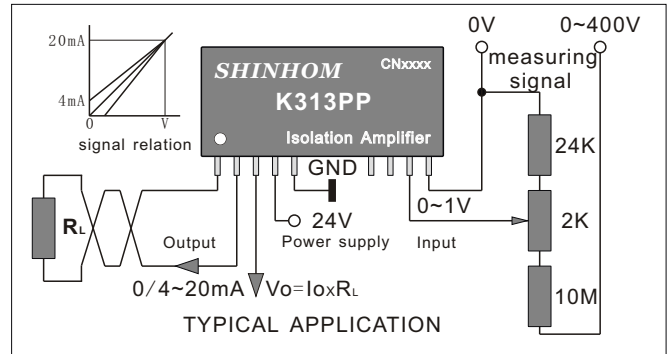 20mA
4mA
0
V
signal relation
SHINHOM
CNxxxx
K313PP
Isolation Amplifier
0V
0~400V
measuring
signal
24K
2K
10M
GND
0~1V
24V
Power supply
Input
RL
Output
0/4~20mA
Vo=IoxRL
TYPICAL APPLICATION